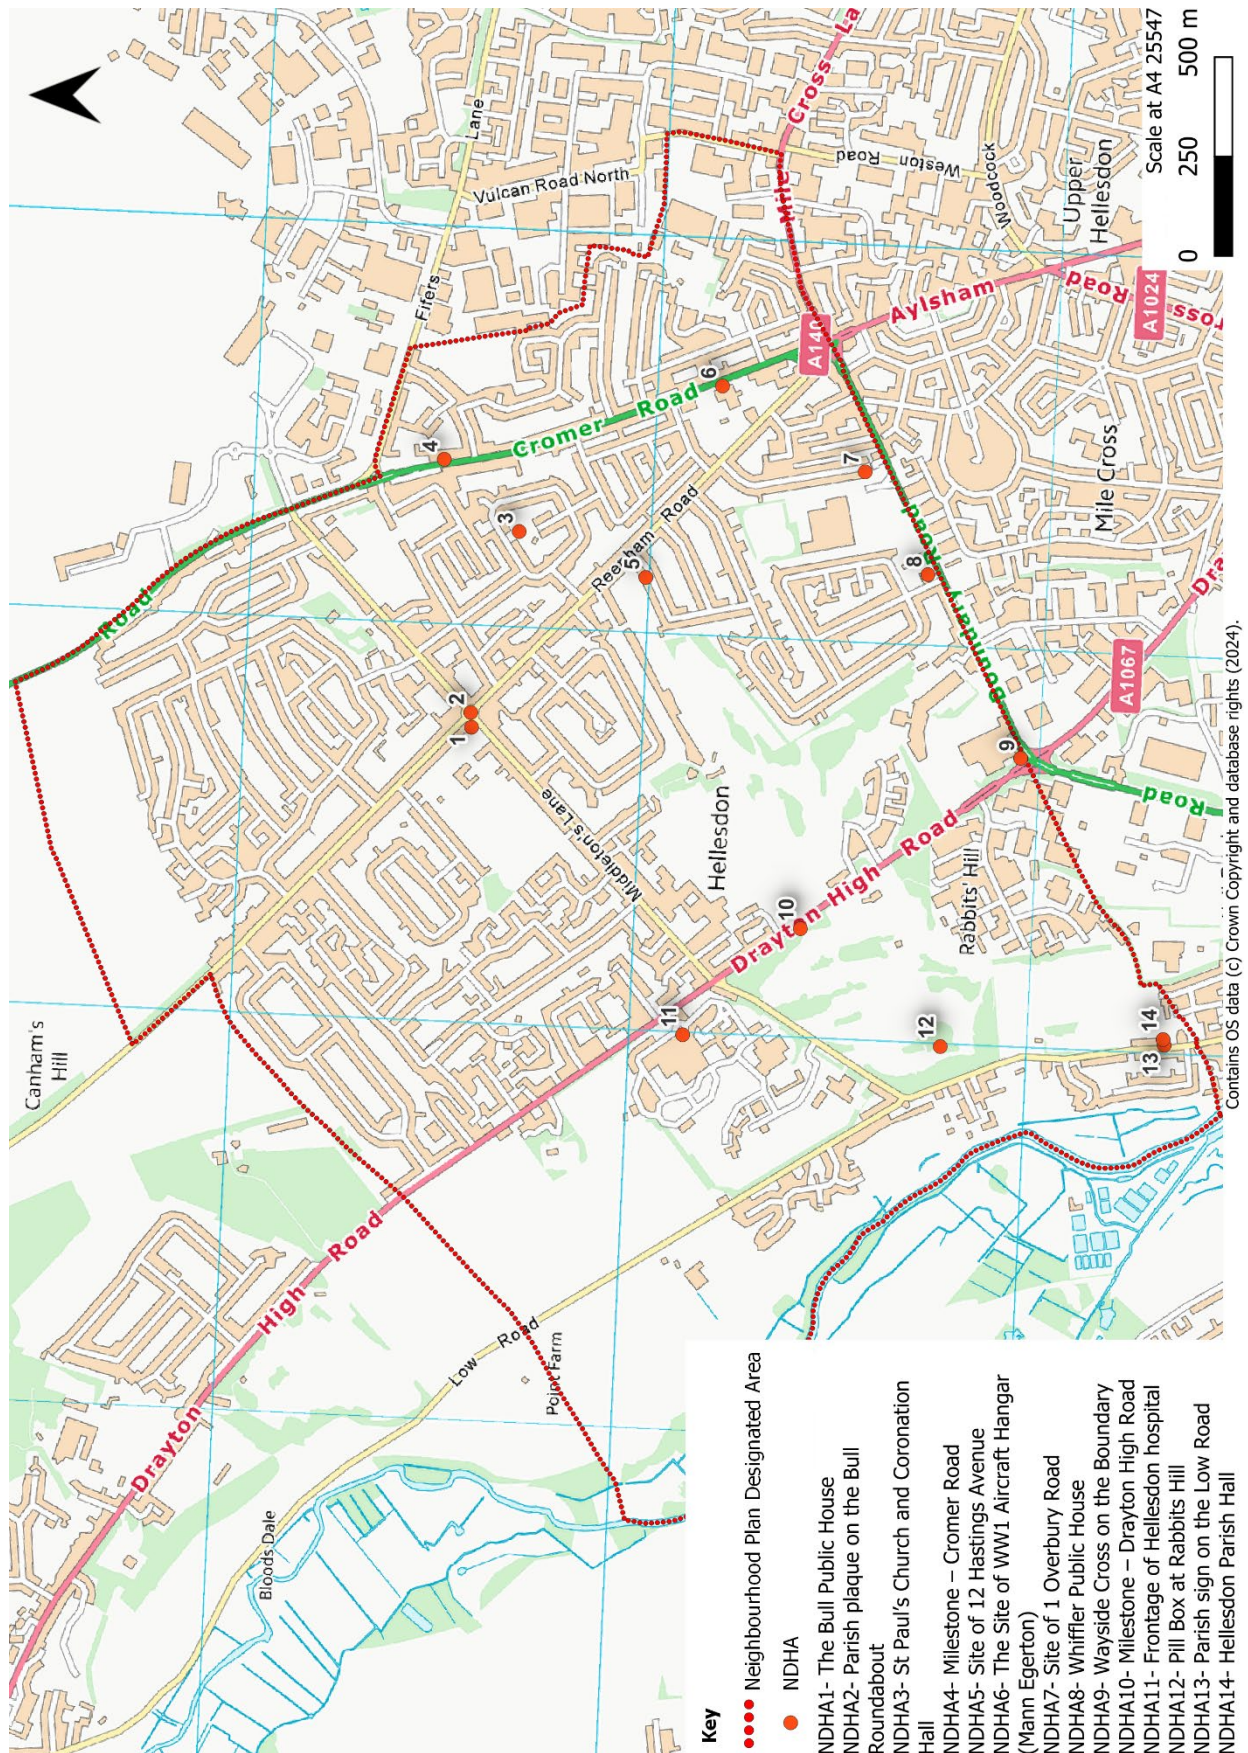 Canham's
Hill
Road
Fifers
Lane
Vulcan Road North
Cromer Road
4
3
6
5
Reepham
Road
1
2
Middleton's Lane
Hellesdon
Drayton High Road
Drayton High Road
10
11
12
13
14
Rabbits' Hill
9
8
7
Boundary Road
Road
A140
Mile Cross La
Weston
Road
Woodcock
Upper
Hellesdon
Aylsham
Road
ross
A1024
Mile Cross
A1067
Dra
Low Road
Point Farm
Bloods Dale
Scale at A4 25547
0 250 500 m
Contains OS data (c) Crown Copyright and database rights (2024).
Key
Neighbourhood Plan Designated Area
NDHA
NDHA1- The Bull Public House
NDHA2- Parish plaque on the Bull
Roundabout
NDHA3- St Paul's Church and Coronation
Hall
NDHA4- Milestone – Cromer Road
NDHA5- Site of 12 Hastings Avenue
NDHA6- The Site of WW1 Aircraft Hangar
(Mann Egerton)
NDHA7- Site of 1 Overbury Road
NDHA8- Whiffler Public House
NDHA9- Wayside Cross on the Boundary
NDHA10- Milestone – Drayton High Road
NDHA11- Frontage of Hellesdon hospital
NDHA12- Pill Box at Rabbits Hill
NDHA13- Parish sign on the Low Road
NDHA14- Hellesdon Parish Hall